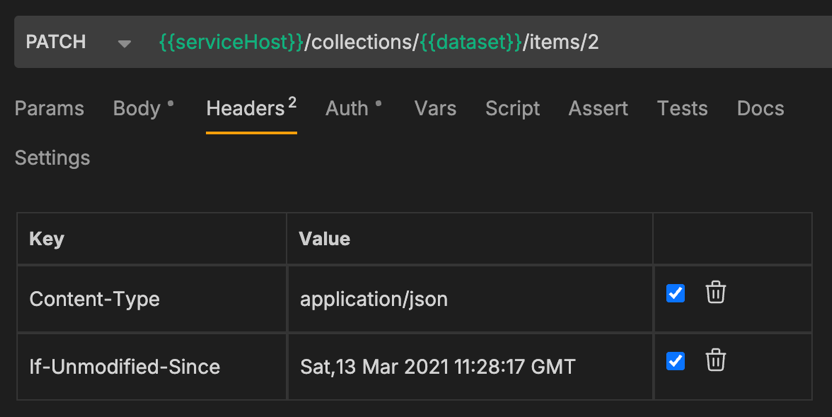 PATCH {{serviceHost}}/collections/{{dataset}}/items/2
Params Body Headers 2 Auth Vars Script Assert Tests Docs
Settings
Key Value
Content-Type application/json
If-Unmodified-Since Sat,13 Mar 2021 11:28:17 GMT